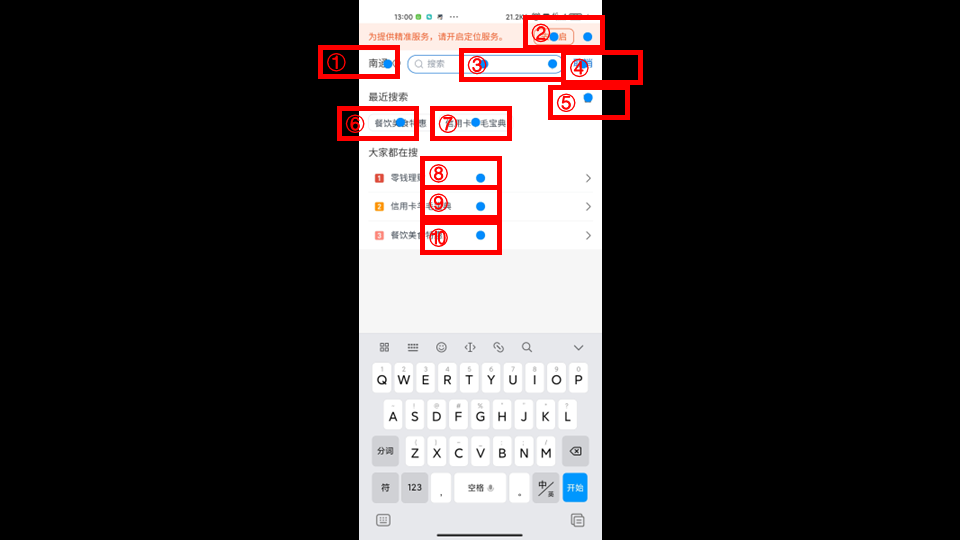 13:00
21.2K
为提供精准服务，请开启定位服务。
② 启
① 南通
搜索 ③
④ 消
最近搜索 ⑤
⑥ 餐饮美食特惠
⑦ 信用卡羊毛宝典
大家都在搜
1 零钱理 ⑧
2 信用卡羊毛宝典 ⑨
3 餐饮美食特 ⑩
1 2 3 4 5 6 7 8 9 0
Q W E R T Y U I O P
A S D F G H J K L
分词 Z X C V B N M
符 123 , 空格 。 中/英 开始